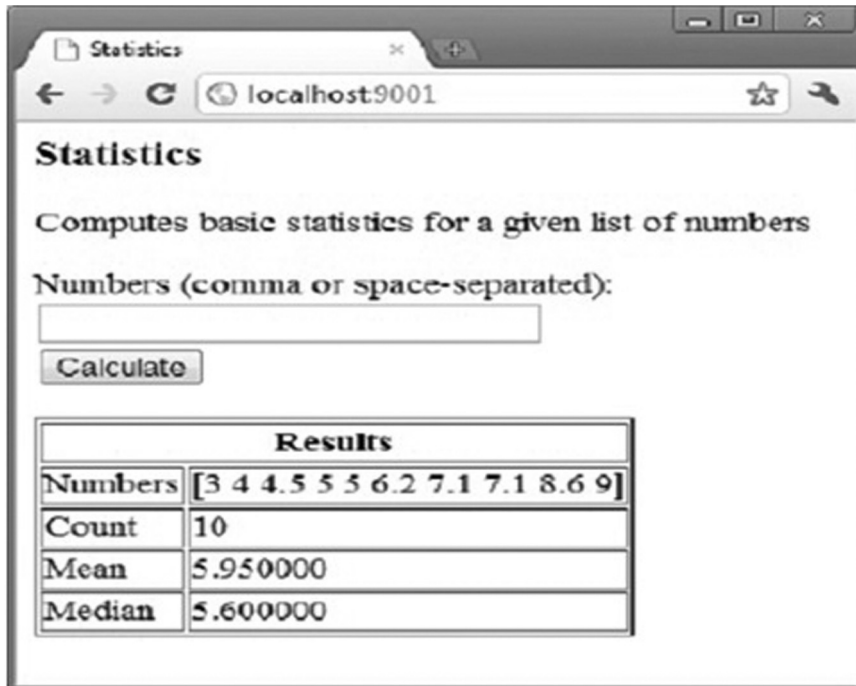 Statistics
localhost:9001
Statistics
Computes basic statistics for a given list of numbers
Numbers (comma or space-separated):
Calculate
Results
Numbers [3 4 4.5 5 5 6.2 7.1 7.1 8.6 9]
Count 10
Mean 5.950000
Median 5.600000